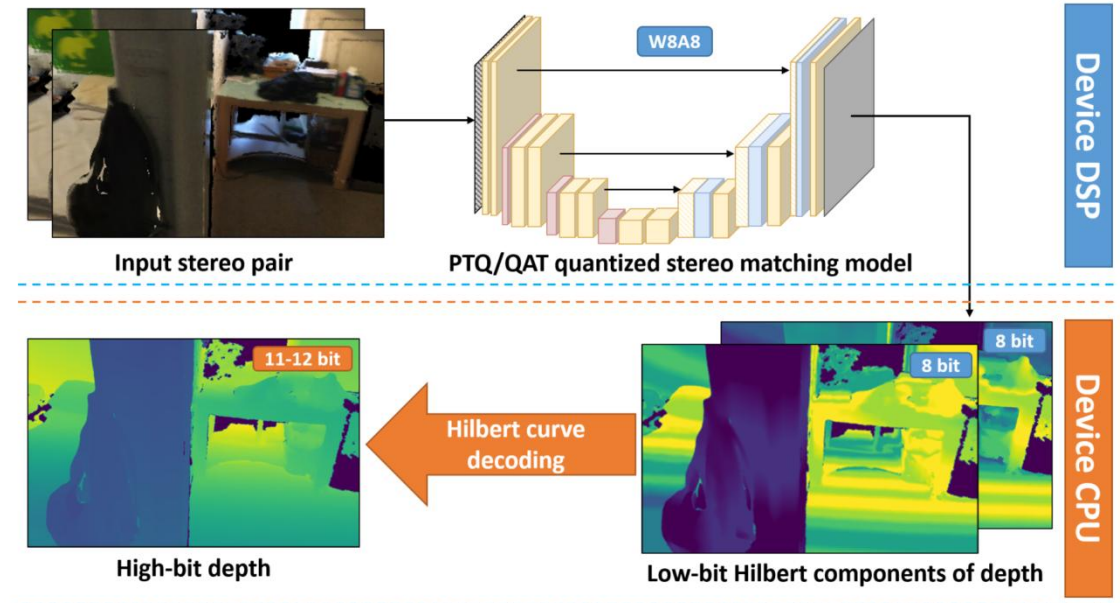 W8A8
Device DSP
Input stereo pair
PTQ/QAT quantized stereo matching model
11-12 bit
8 bit
8 bit
Hilbert curve
decoding
Device CPU
High-bit depth
Low-bit Hilbert components of depth